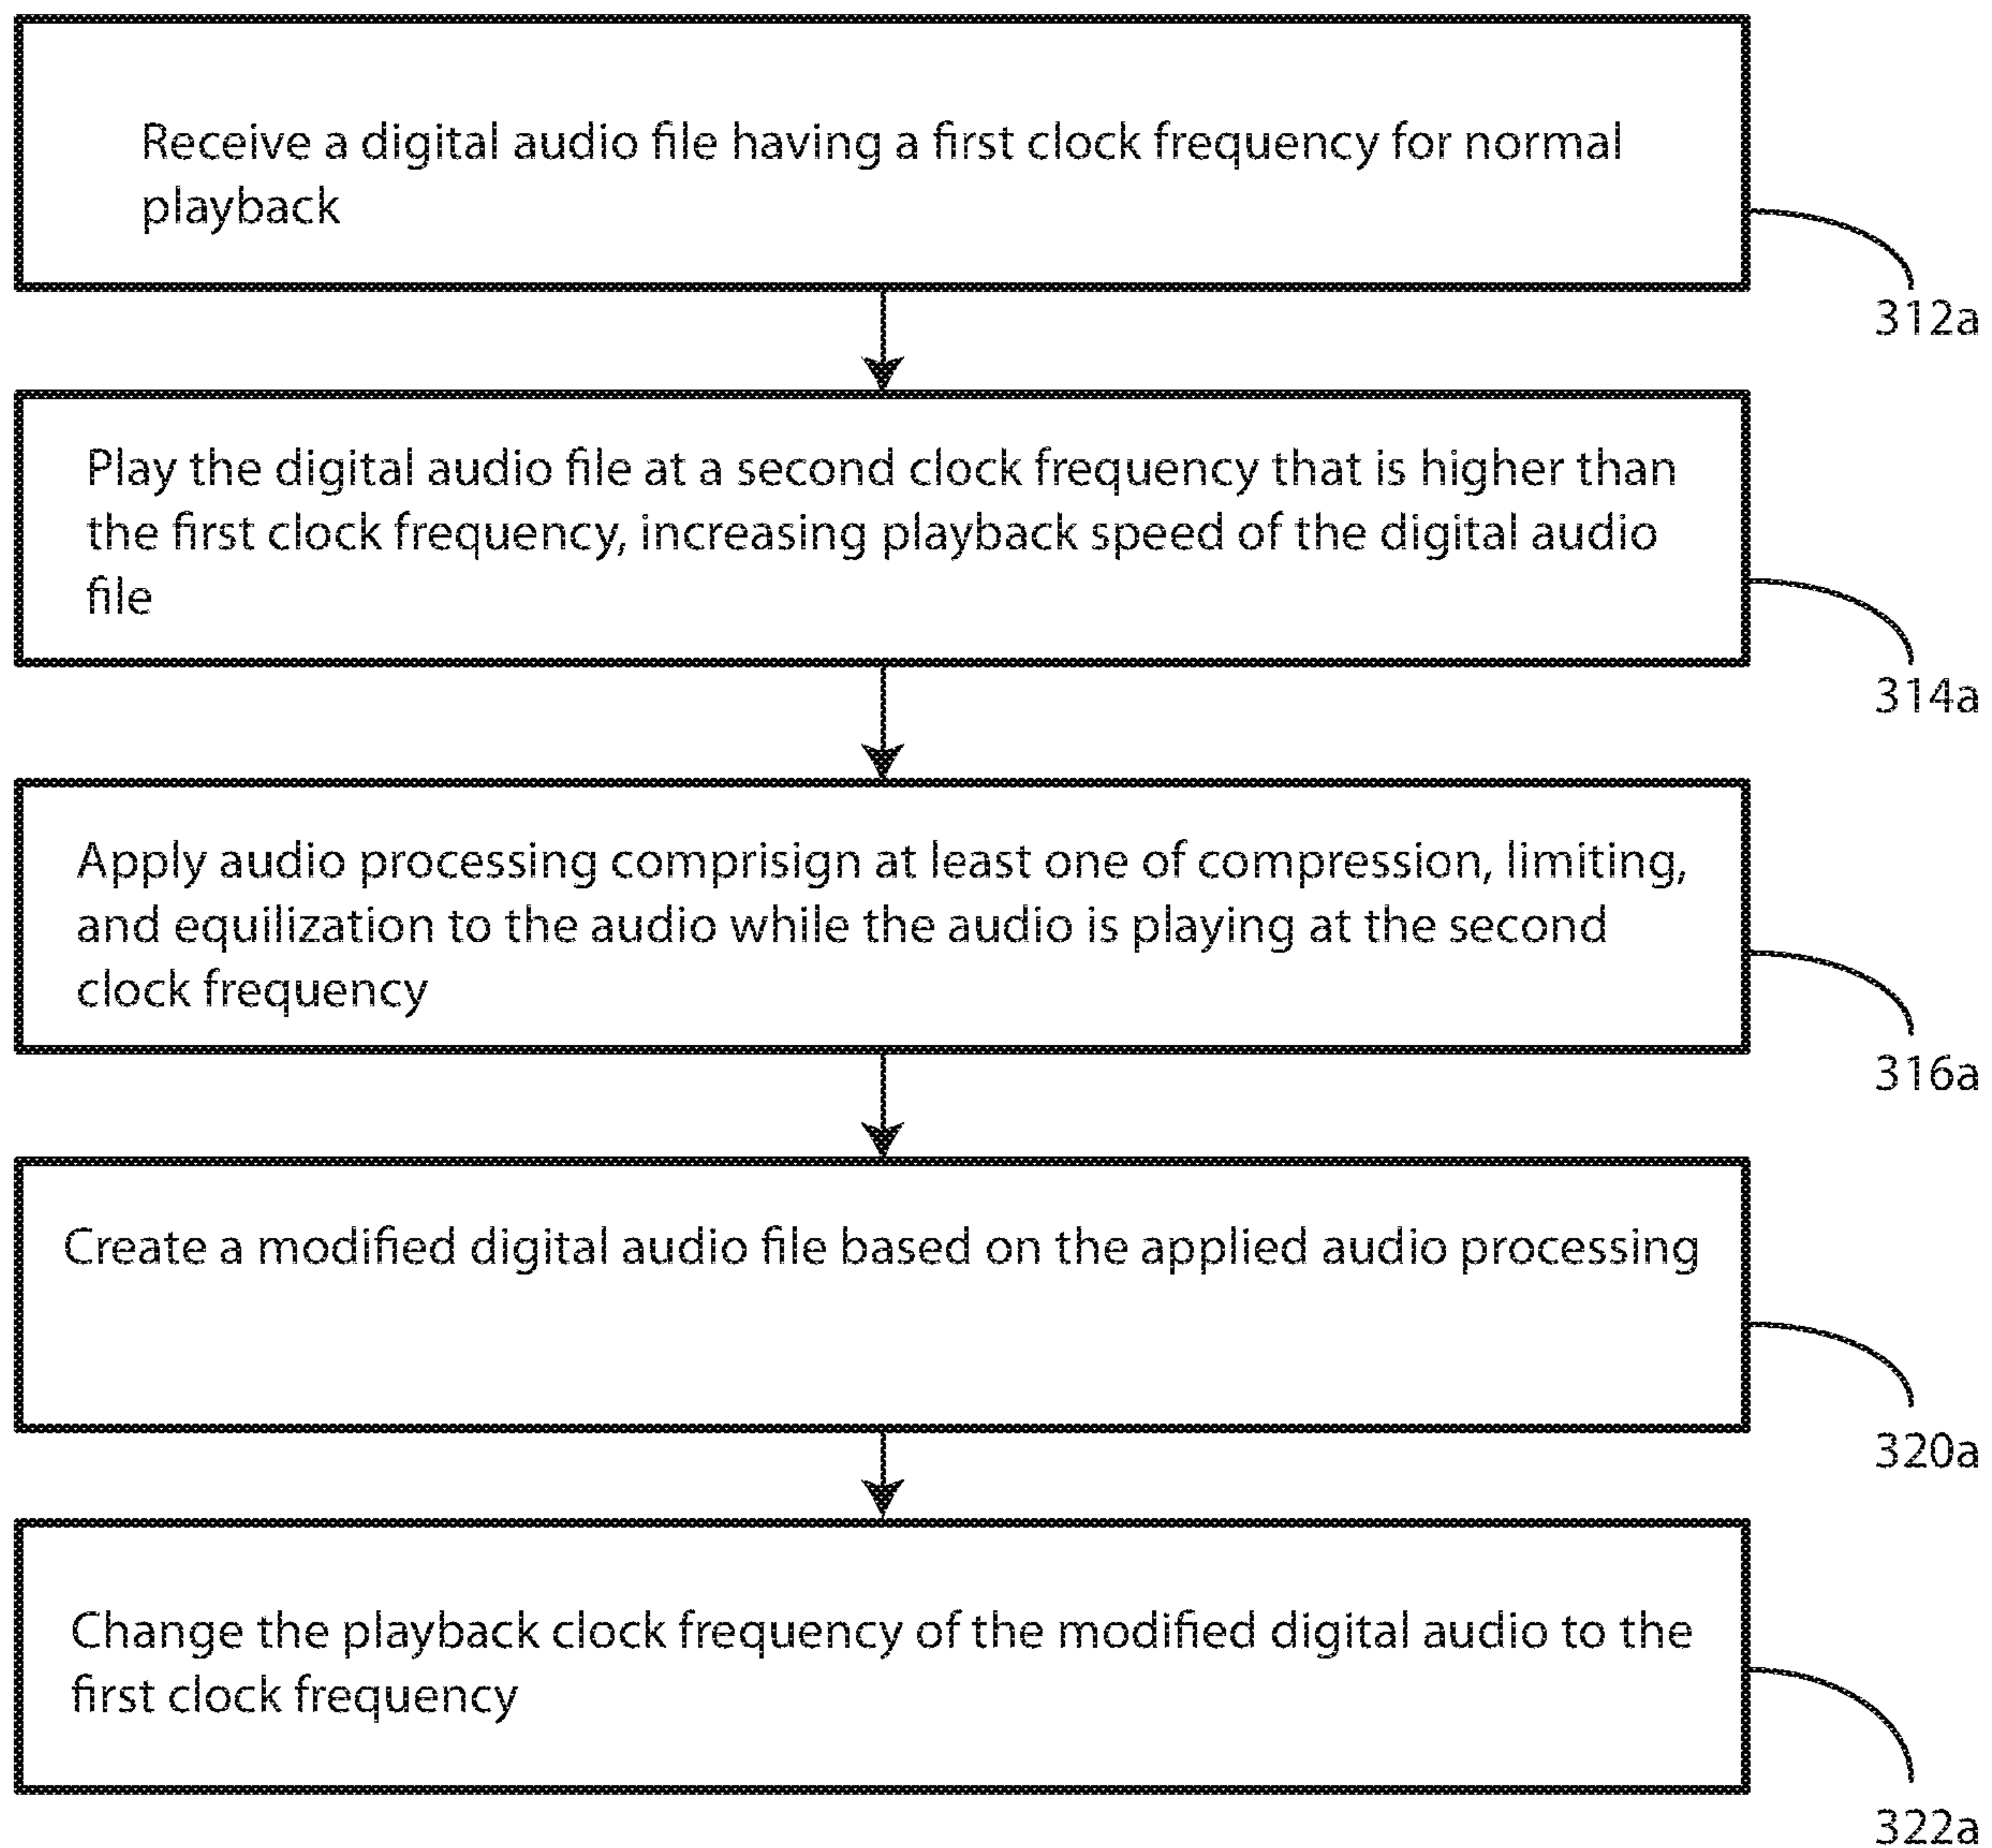 Receive a digital audio file having a first clock frequency for normal
playback
312a
Play the digital audio file at a second clock frequency that is higher than
the first clock frequency, increasing playback speed of the digital audio
file
314a
Apply audio processing comprisign at least one of compression, limiting,
and equilization to the audio while the audio is playing at the second
clock frequency
316a
Create a modified digital audio file based on the applied audio processing
320a
Change the playback clock frequency of the modified digital audio to the
first clock frequency
322a